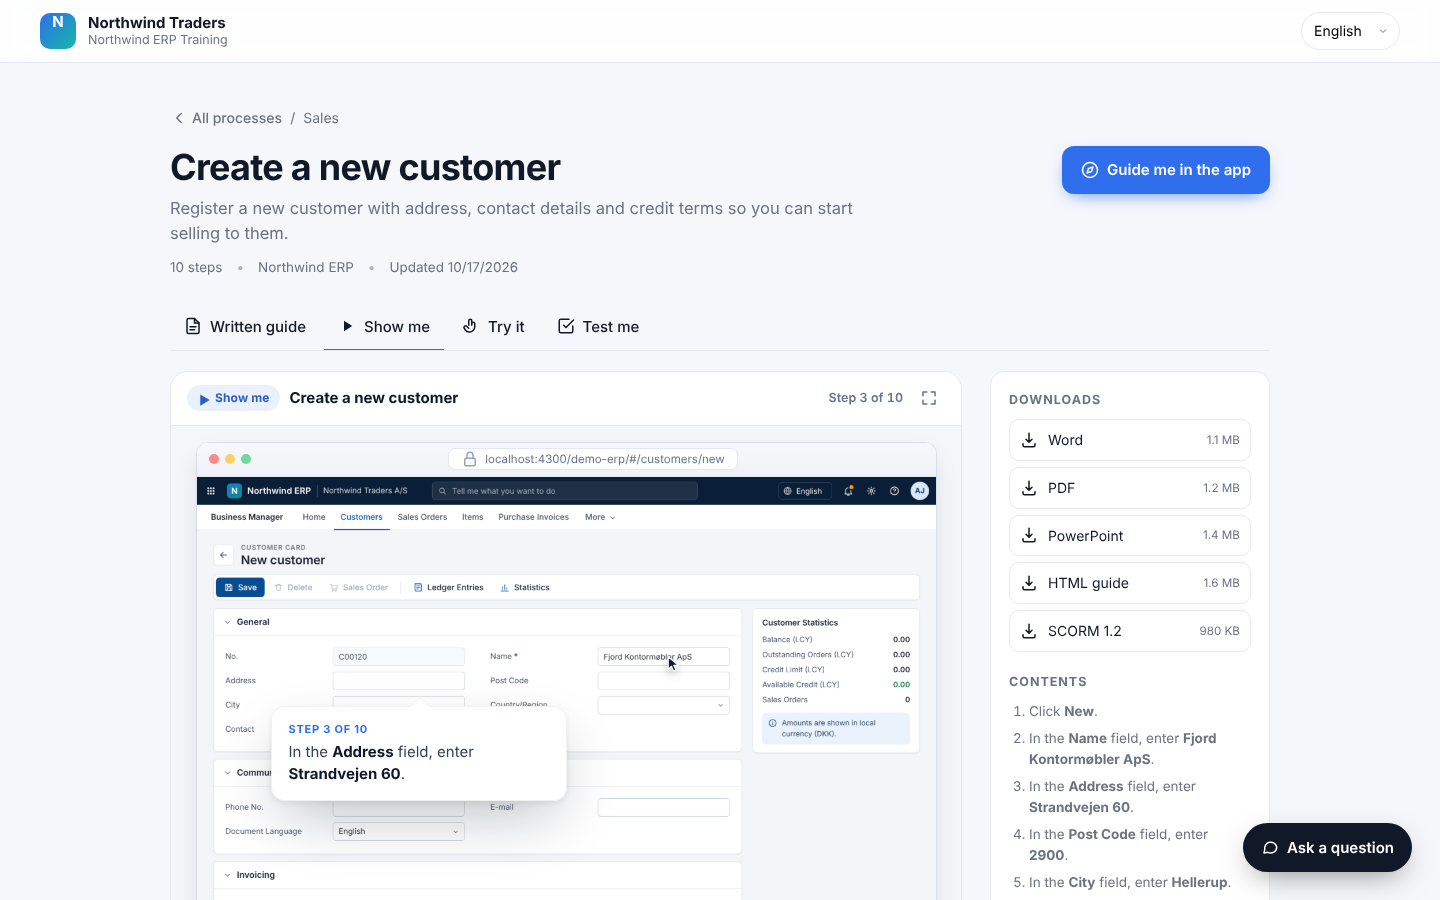 N
Northwind Traders
Northwind ERP Training
English
All processes / Sales
Create a new customer
Guide me in the app
Register a new customer with address, contact details and credit terms so you can start
selling to them.
10 steps • Northwind ERP • Updated 10/17/2026
Written guide
Show me
Try it
Test me
Show me
Create a new customer
Step 3 of 10
localhost:4300/demo-erp/#/customers/new
N Northwind ERP | Northwind Traders A/S
Tell me what you want to do
English
AJ
Business Manager Home Customers Sales Orders Items Purchase Invoices More
CUSTOMER CARD
New customer
Save Delete Sales Order Ledger Entries Statistics
General
No. C00120
Name * Fjord Kontormøbler ApS
Address
Post Code
City
Country/Region
Contact
STEP 3 OF 10
In the Address field, enter
Strandvejen 60.
Phone No.
E-mail
Document Language English
Invoicing
Customer Statistics
Balance (LCY) 0.00
Outstanding Orders (LCY) 0.00
Credit Limit (LCY) 0.00
Available Credit (LCY) 0.00
Sales Orders 0
Amounts are shown in local
currency (DKK).
DOWNLOADS
Word 1.1 MB
PDF 1.2 MB
PowerPoint 1.4 MB
HTML guide 1.6 MB
SCORM 1.2 980 KB
CONTENTS
1. Click New.
2. In the Name field, enter Fjord
Kontormøbler ApS.
3. In the Address field, enter
Strandvejen 60.
4. In the Post Code field, enter
2900.
5. In the City field, enter Hellerup.
Ask a question